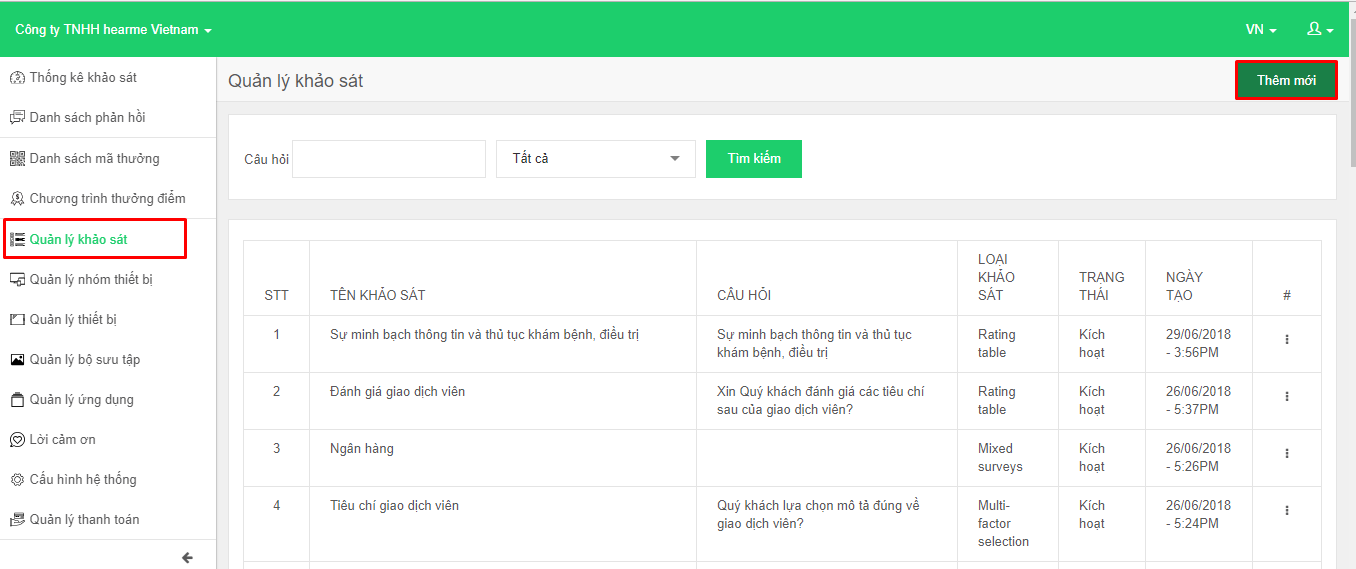 Công ty TNHH hearme Vietnam
VN
Thống kê khảo sát
Danh sách phản hồi
Danh sách mã thưởng
Chương trình thưởng điểm
Quản lý khảo sát
Quản lý nhóm thiết bị
Quản lý thiết bị
Quản lý bộ sưu tập
Quản lý ứng dụng
Lời cảm ơn
Cấu hình hệ thống
Quản lý thanh toán
Quản lý khảo sát
Thêm mới
Câu hỏi
Tất cả
Tìm kiếm
STT
TÊN KHẢO SÁT
CÂU HỎI
LOẠI
KHẢO
SÁT
TRẠNG
THÁI
NGÀY
TẠO
#
1
Sự minh bạch thông tin và thủ tục khám bệnh, điều trị
Sự minh bạch thông tin và thủ tục
khám bệnh, điều trị
Rating
table
Kích
hoạt
29/06/2018
- 3:56PM
2
Đánh giá giao dịch viên
Xin Quý khách đánh giá các tiêu chí
sau của giao dịch viên?
Rating
table
Kích
hoạt
26/06/2018
- 5:37PM
3
Ngân hàng
Mixed
surveys
Kích
hoạt
26/06/2018
- 5:26PM
4
Tiêu chí giao dịch viên
Quý khách lựa chọn mô tả đúng về
giao dịch viên?
Multi-
factor
selection
Kích
hoạt
26/06/2018
- 5:24PM